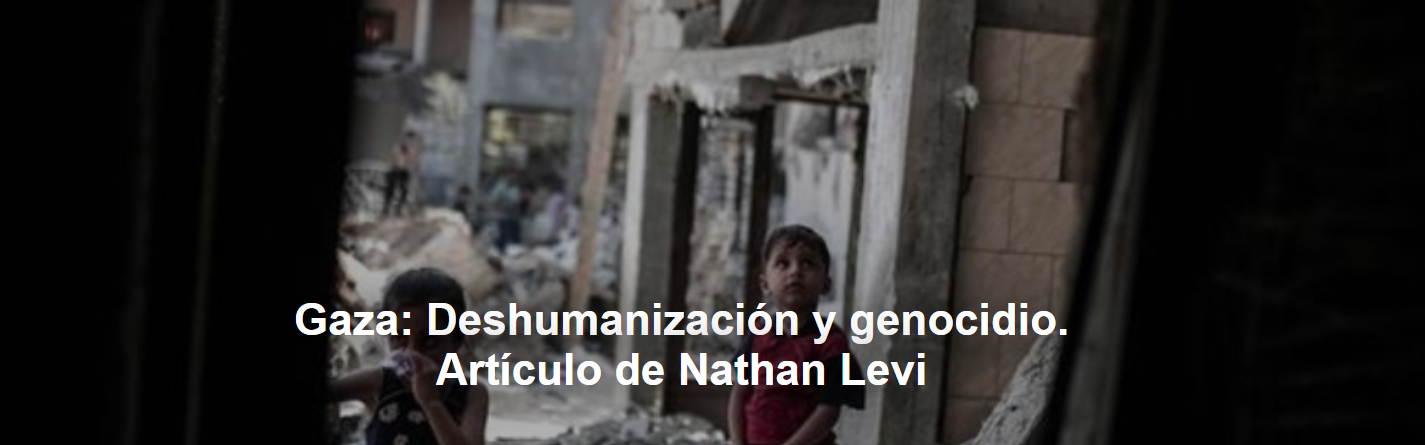 Gaza: Deshumanización y genocidio.
Artículo de Nathan Levi